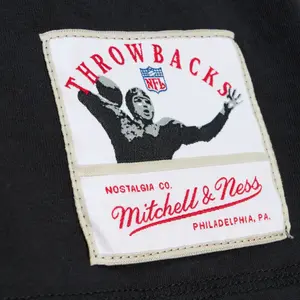 THROWBACKS
NFL
NOSTALGIA CO.
Mitchell & Ness
PHILADELPHIA, PA.